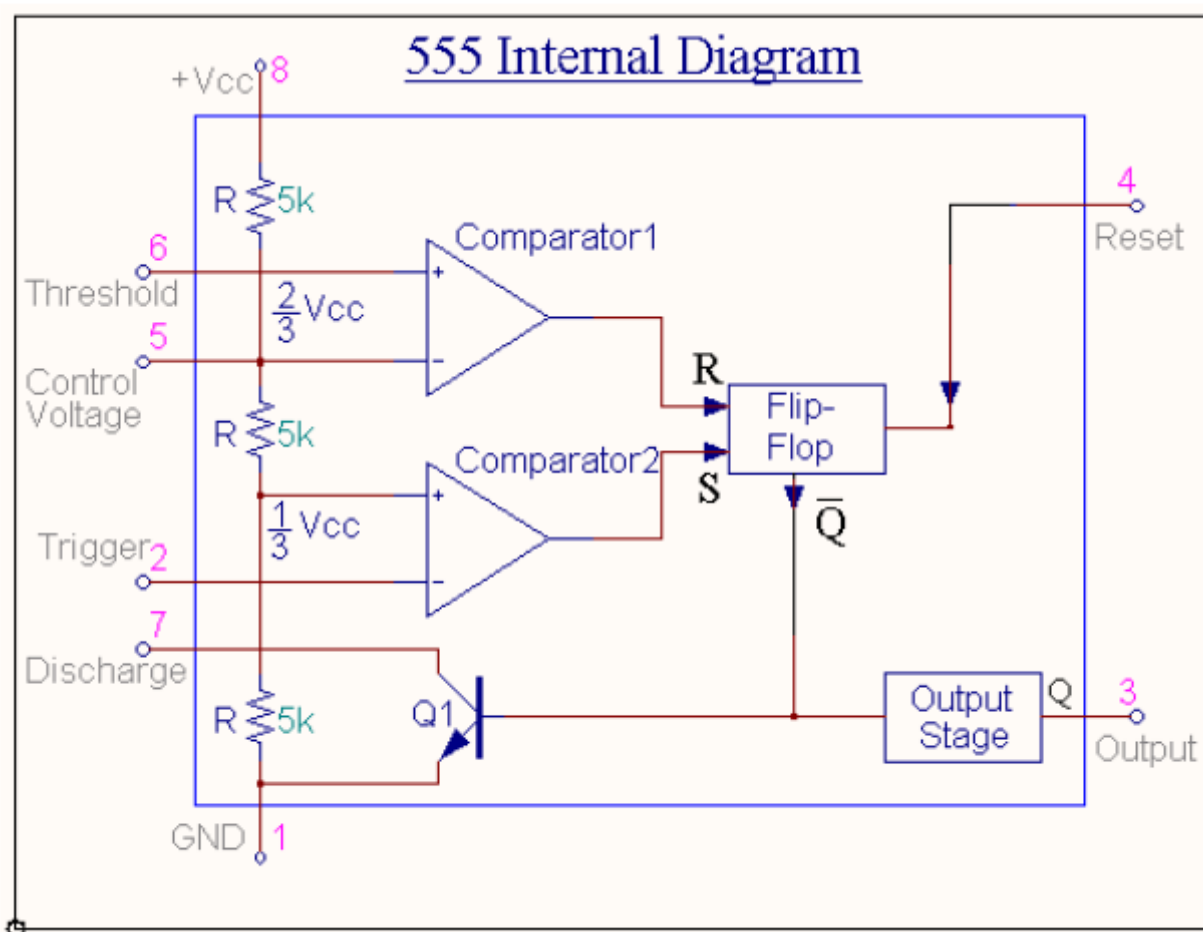 555 Internal Diagram
+Vcc 8
R 5k
4
Reset
Comparator1
6
Threshold
2/3 Vcc
5
Control
Voltage
R
Flip-
Flop
R 5k
Comparator2
S
Q̅
1/3 Vcc
Trigger
2
7
Discharge
R 5k
Q1
Output
Stage
Q 3
Output
GND 1
+
-
+
-